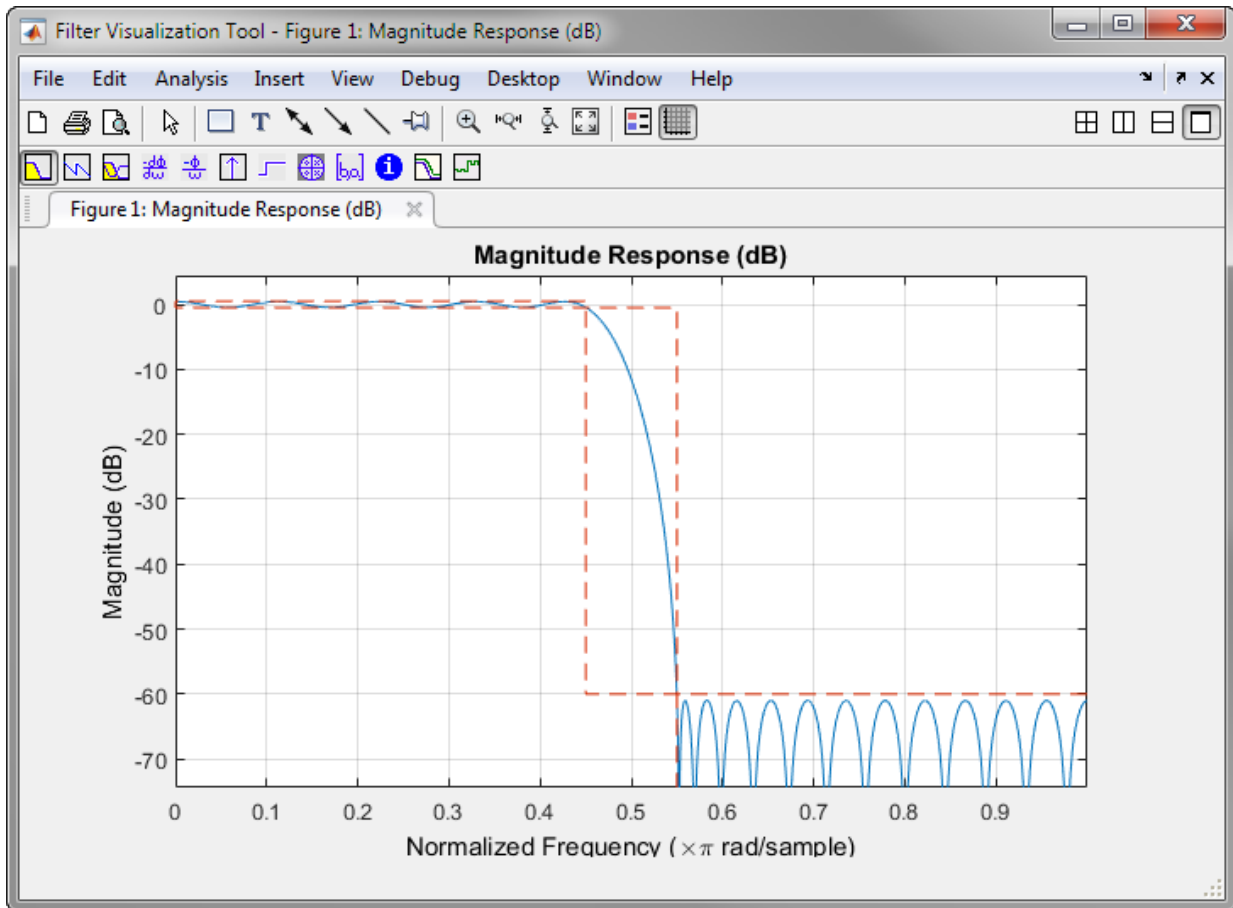 Filter Visualization Tool - Figure 1: Magnitude Response (dB)
File Edit Analysis Insert View Debug Desktop Window Help
T
[b,a] i
Figure 1: Magnitude Response (dB)
Magnitude Response (dB)
Magnitude (dB)
0
-10
-20
-30
-40
-50
-60
-70
0 0.1 0.2 0.3 0.4 0.5 0.6 0.7 0.8 0.9
Normalized Frequency (×π rad/sample)